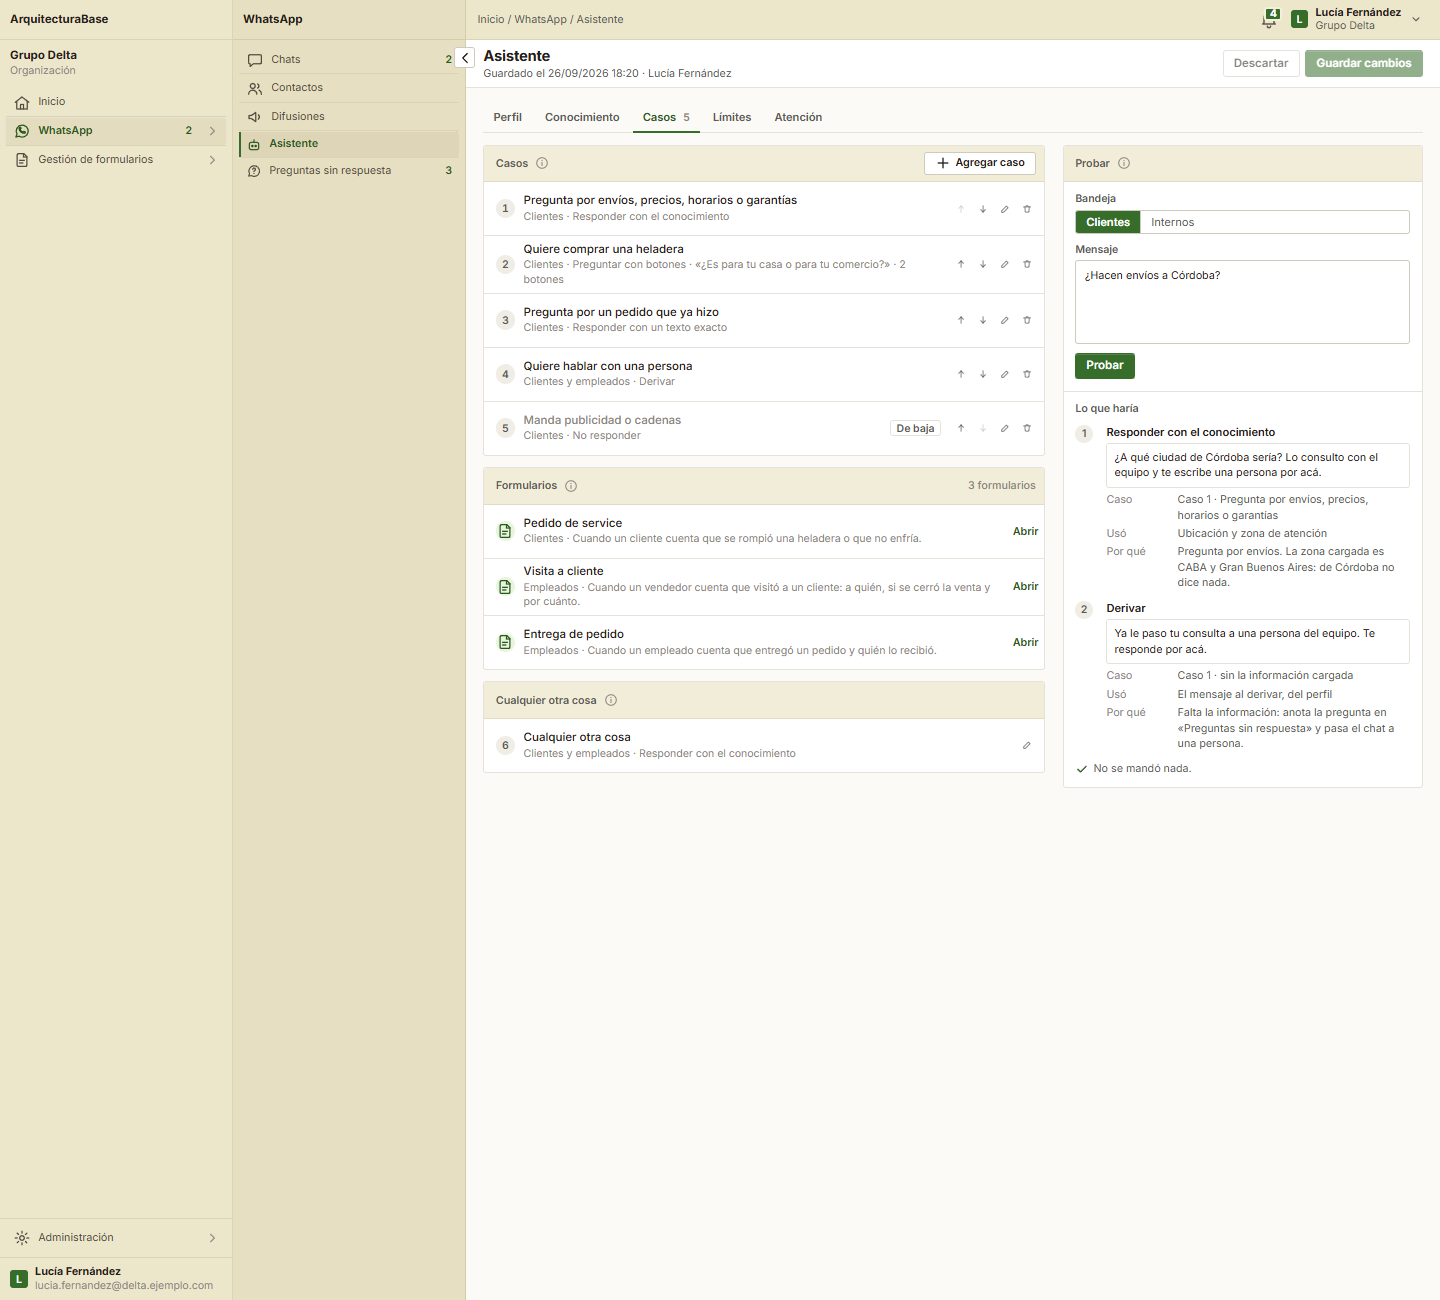 ArquitecturaBase
Grupo Delta
Organización
Inicio
WhatsApp 2
Gestión de formularios
Administración
L Lucía Fernández
lucia.fernandez@delta.ejemplo.com
WhatsApp
Chats 2
Contactos
Difusiones
Asistente
Preguntas sin respuesta 3
Inicio / WhatsApp / Asistente
4
L Lucía Fernández
Grupo Delta
Asistente
Guardado el 26/09/2026 18:20 · Lucía Fernández
Descartar Guardar cambios
Perfil Conocimiento Casos 5 Límites Atención
Casos Agregar caso
1 Pregunta por envíos, precios, horarios o garantías
Clientes · Responder con el conocimiento
2 Quiere comprar una heladera
Clientes · Preguntar con botones · «¿Es para tu casa o para tu comercio?» · 2
botones
3 Pregunta por un pedido que ya hizo
Clientes · Responder con un texto exacto
4 Quiere hablar con una persona
Clientes y empleados · Derivar
5 Manda publicidad o cadenas
Clientes · No responder
De baja
Formularios 3 formularios
Pedido de service
Clientes · Cuando un cliente cuenta que se rompió una heladera o que no enfría.
Abrir
Visita a cliente
Empleados · Cuando un vendedor cuenta que visitó a un cliente: a quién, si se cerró la venta y
por cuánto.
Abrir
Entrega de pedido
Empleados · Cuando un empleado cuenta que entregó un pedido y quién lo recibió.
Abrir
Cualquier otra cosa
6 Cualquier otra cosa
Clientes y empleados · Responder con el conocimiento
Probar
Bandeja
Clientes Internos
Mensaje
¿Hacen envíos a Córdoba?
Probar
Lo que haría
1 Responder con el conocimiento
¿A qué ciudad de Córdoba sería? Lo consulto con el
equipo y te escribe una persona por acá.
Caso Caso 1 · Pregunta por envíos, precios,
horarios o garantías
Usó Ubicación y zona de atención
Por qué Pregunta por envíos. La zona cargada es
CABA y Gran Buenos Aires: de Córdoba no
dice nada.
2 Derivar
Ya le paso tu consulta a una persona del equipo. Te
responde por acá.
Caso Caso 1 · sin la información cargada
Usó El mensaje al derivar, del perfil
Por qué Falta la información: anota la pregunta en
«Preguntas sin respuesta» y pasa el chat a
una persona.
No se mandó nada.